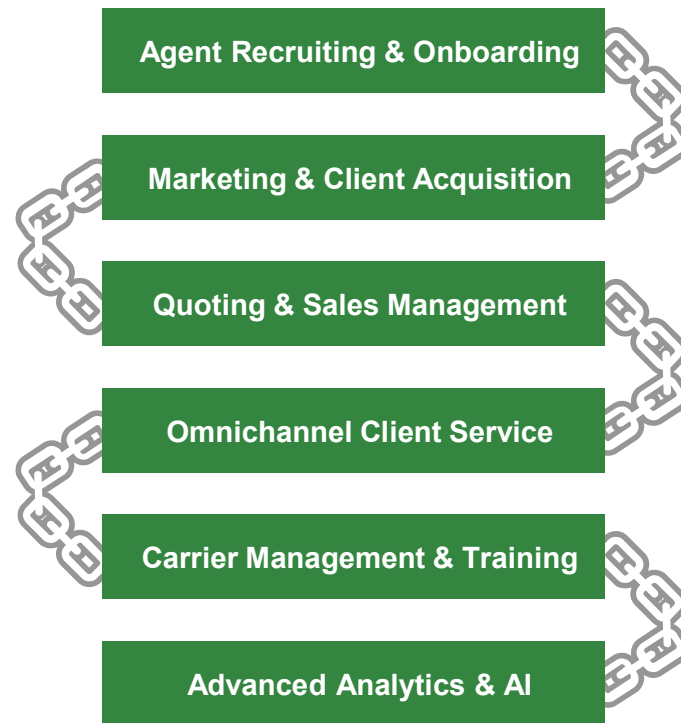 Agent Recruiting & Onboarding
Marketing & Client Acquisition
Quoting & Sales Management
Omnichannel Client Service
Carrier Management & Training
Advanced Analytics & AI